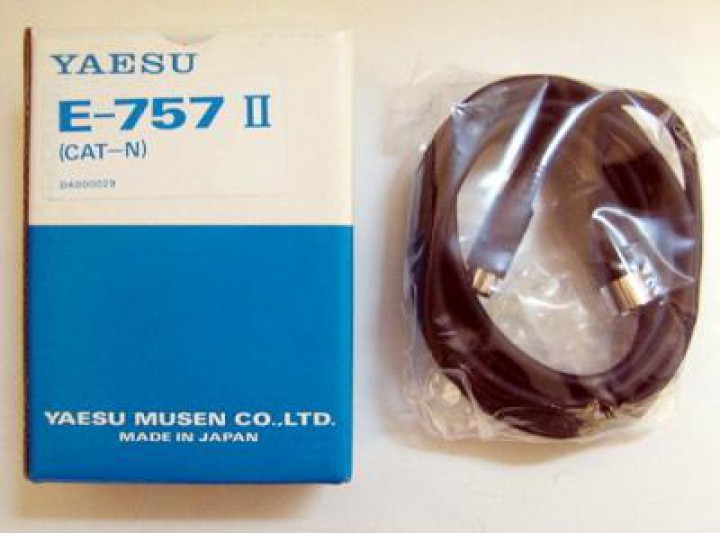 YAESU
E-757 II
(CAT-N)
D4000029
YAESU MUSEN CO.,LTD.
MADE IN JAPAN